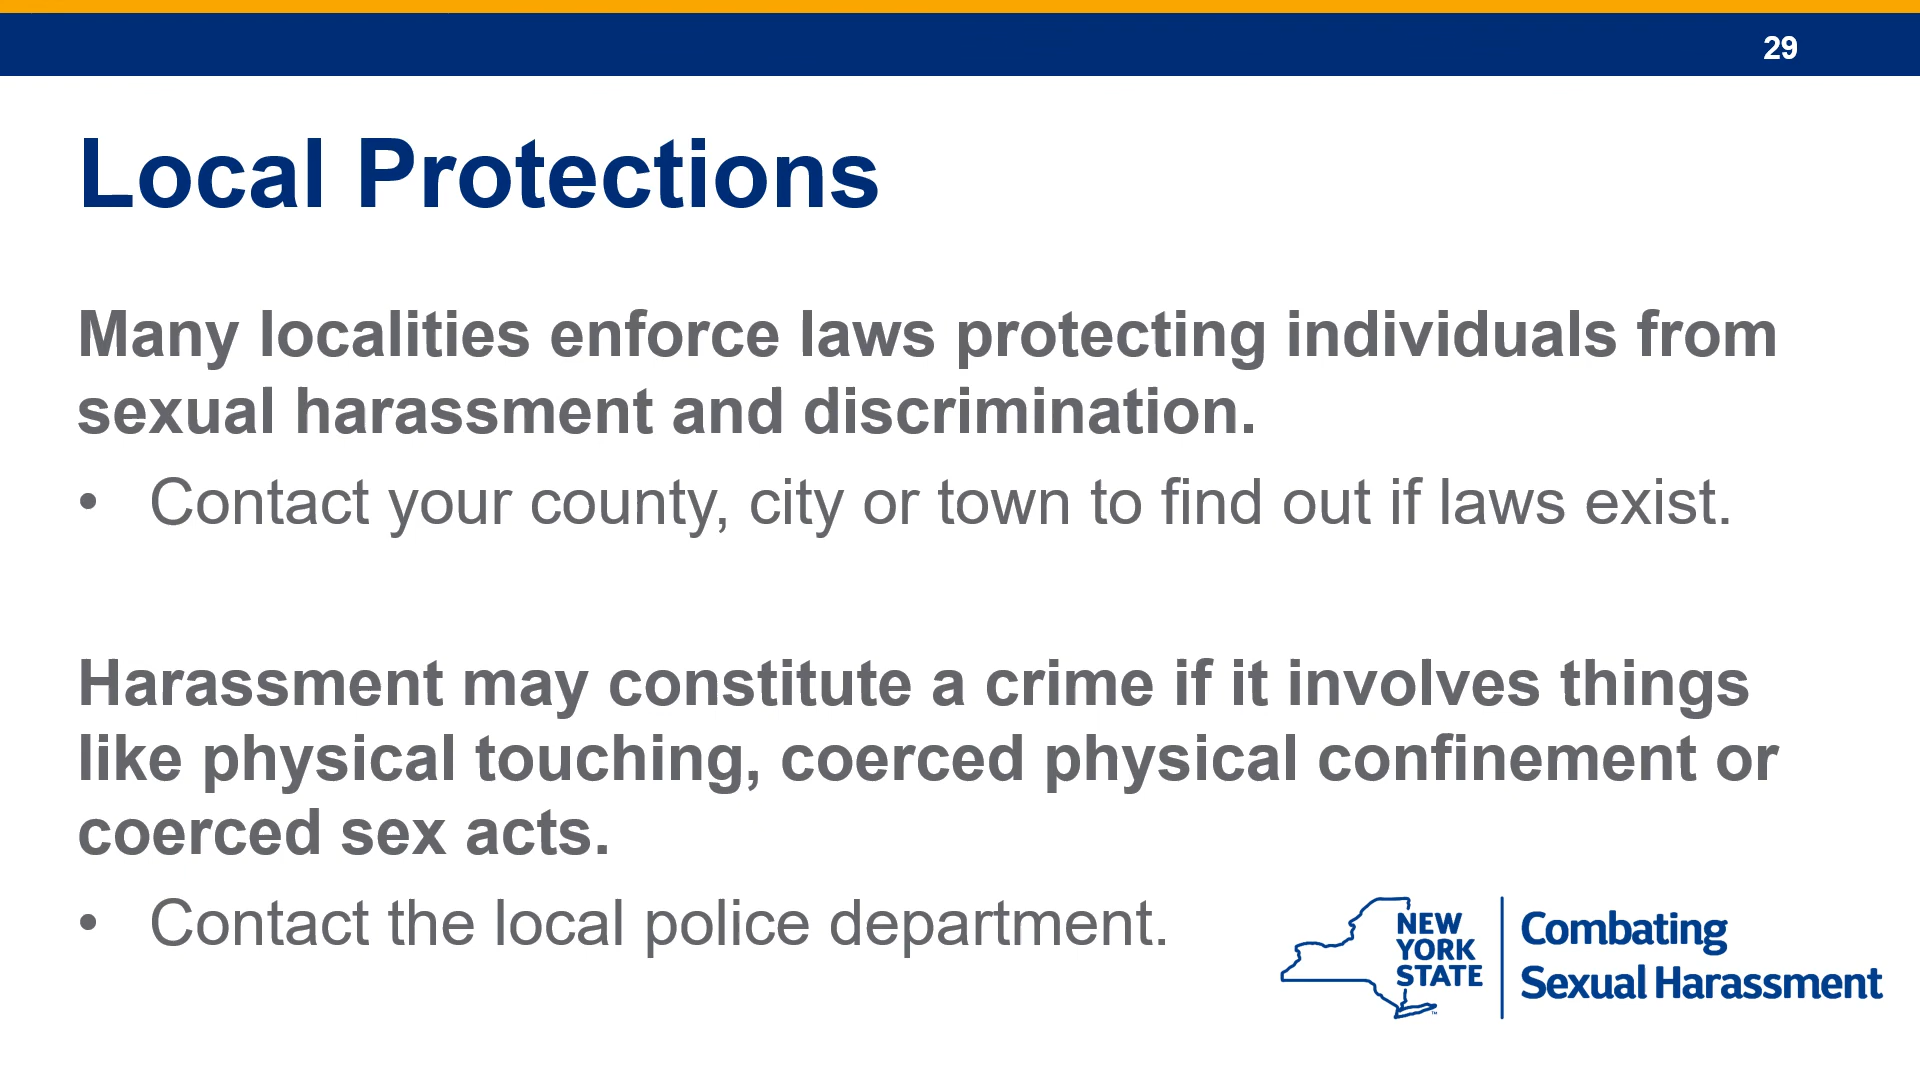 29
Local Protections
Many localities enforce laws protecting individuals from
sexual harassment and discrimination.
• Contact your county, city or town to find out if laws exist.
Harassment may constitute a crime if it involves things
like physical touching, coerced physical confinement or
coerced sex acts.
• Contact the local police department.
NEW
YORK
STATE
™
Combating
Sexual Harassment